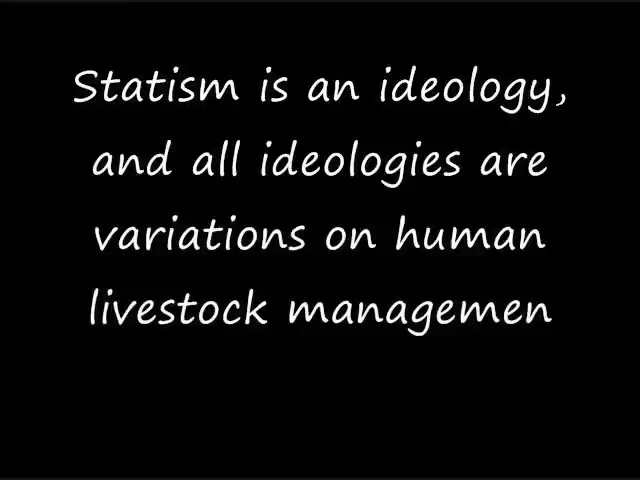 Statism is an ideology,
and all ideologies are
variations on human
livestock managemen